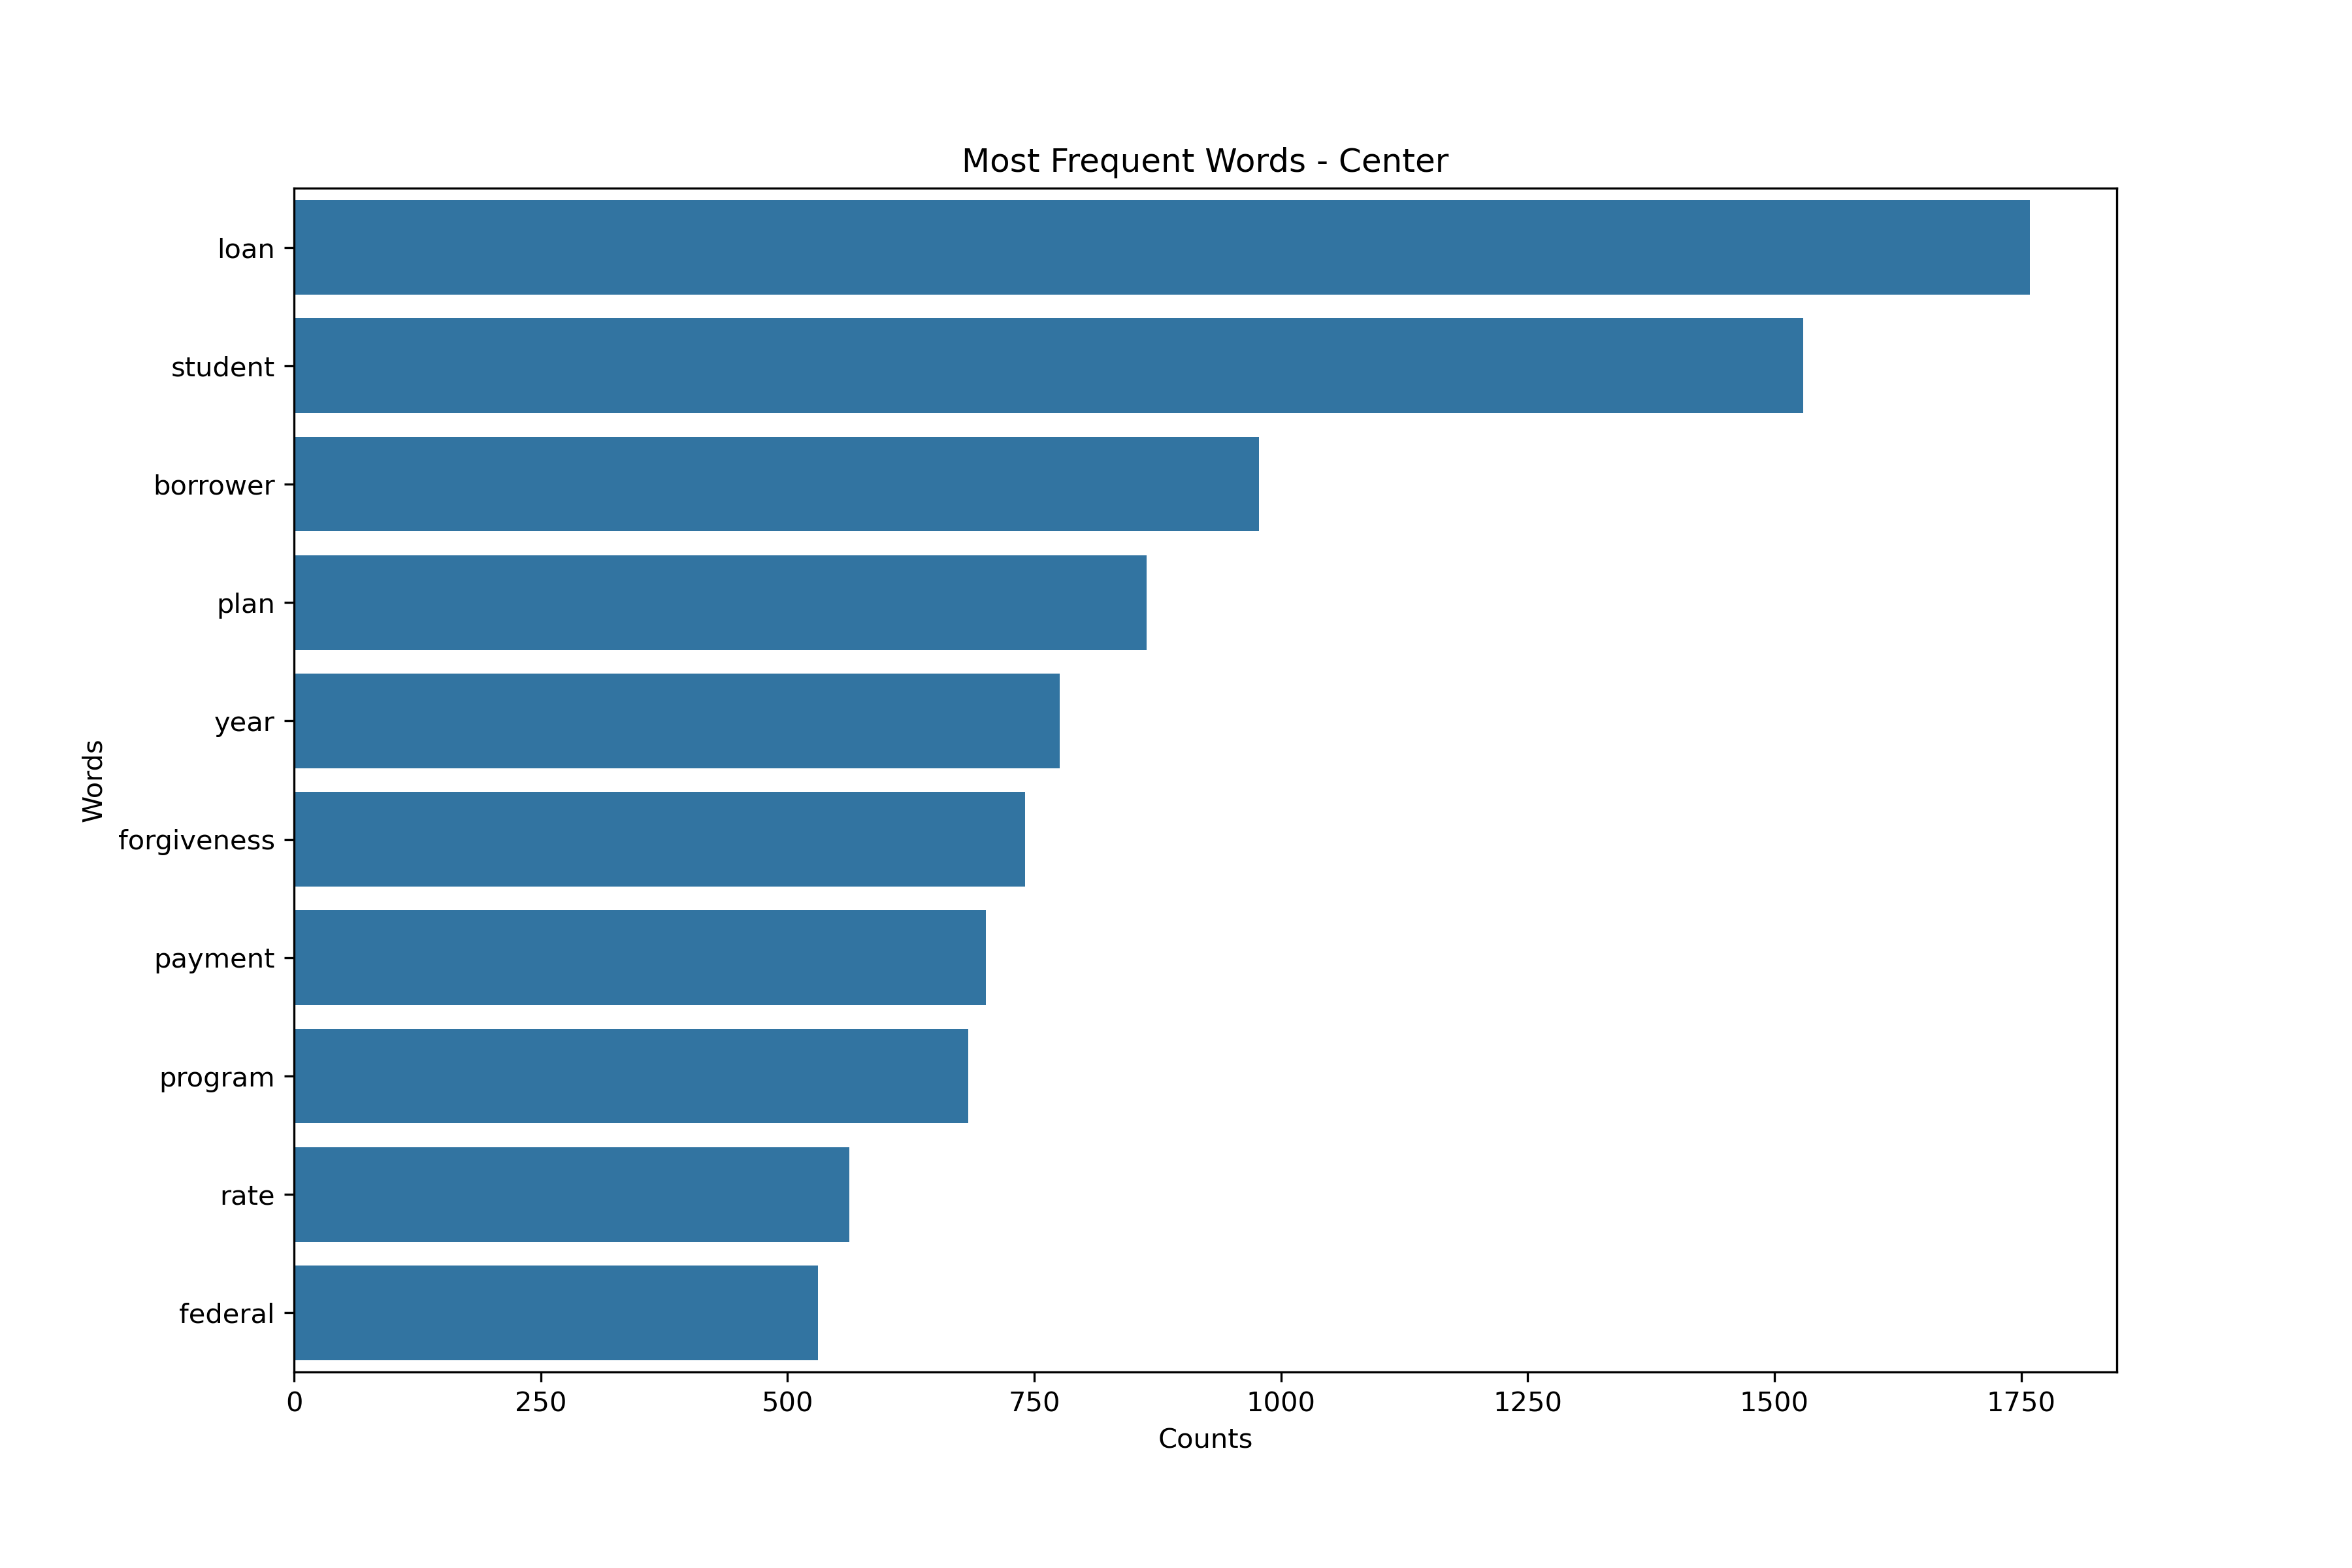 Most Frequent Words - Center
loan
student
borrower
plan
year
forgiveness
payment
program
rate
federal
Words
0 250 500 750 1000 1250 1500 1750
Counts